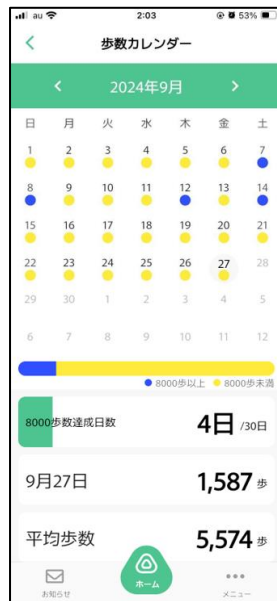 au 2:03 53%
歩数カレンダー
2024年9月
日 月 火 水 木 金 土
1 2 3 4 5 6 7
8 9 10 11 12 13 14
15 16 17 18 19 20 21
22 23 24 25 26 27 28
29 30 1 2 3 4 5
6 7 8 9 10 11 12
8000歩以上 8000歩未満
8000歩数達成日数 4日 /30日
9月27日 1,587 歩
平均歩数 5,574 歩
お知らせ ホーム メニュー